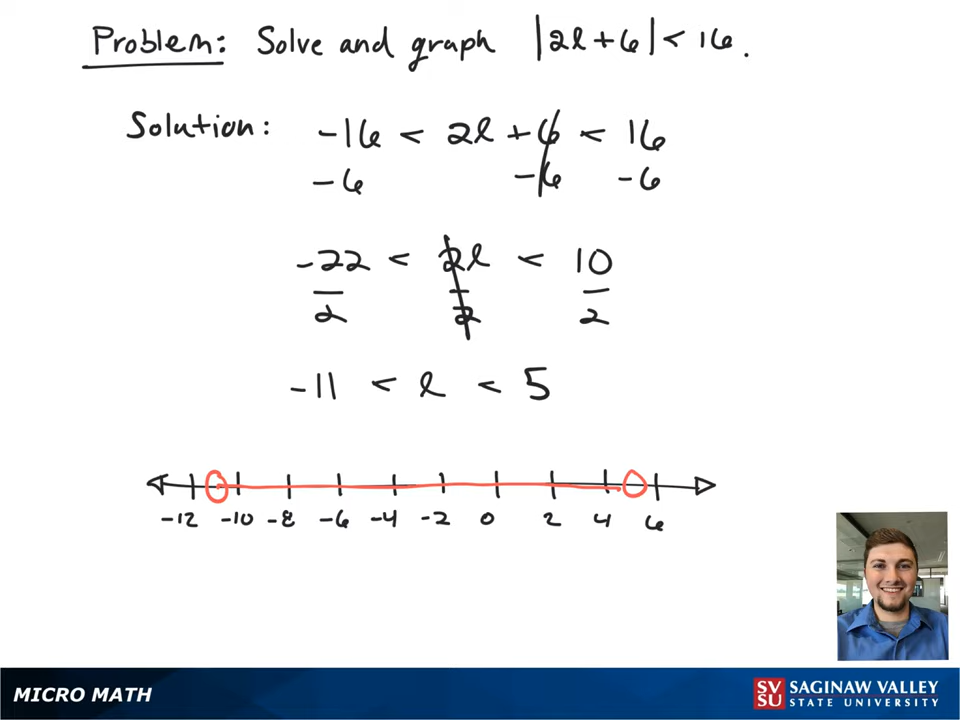 Problem: Solve and graph |2l+6|< 16.
Solution: -16 < 2l +6 < 16
-6 -6 -6
-22 < 2l < 10
2 2 2
-11 < l < 5
-12 -10 -8 -6 -4 -2 0 2 4 6
MICRO MATH
SV SU SAGINAW VALLEY
STATE UNIVERSITY